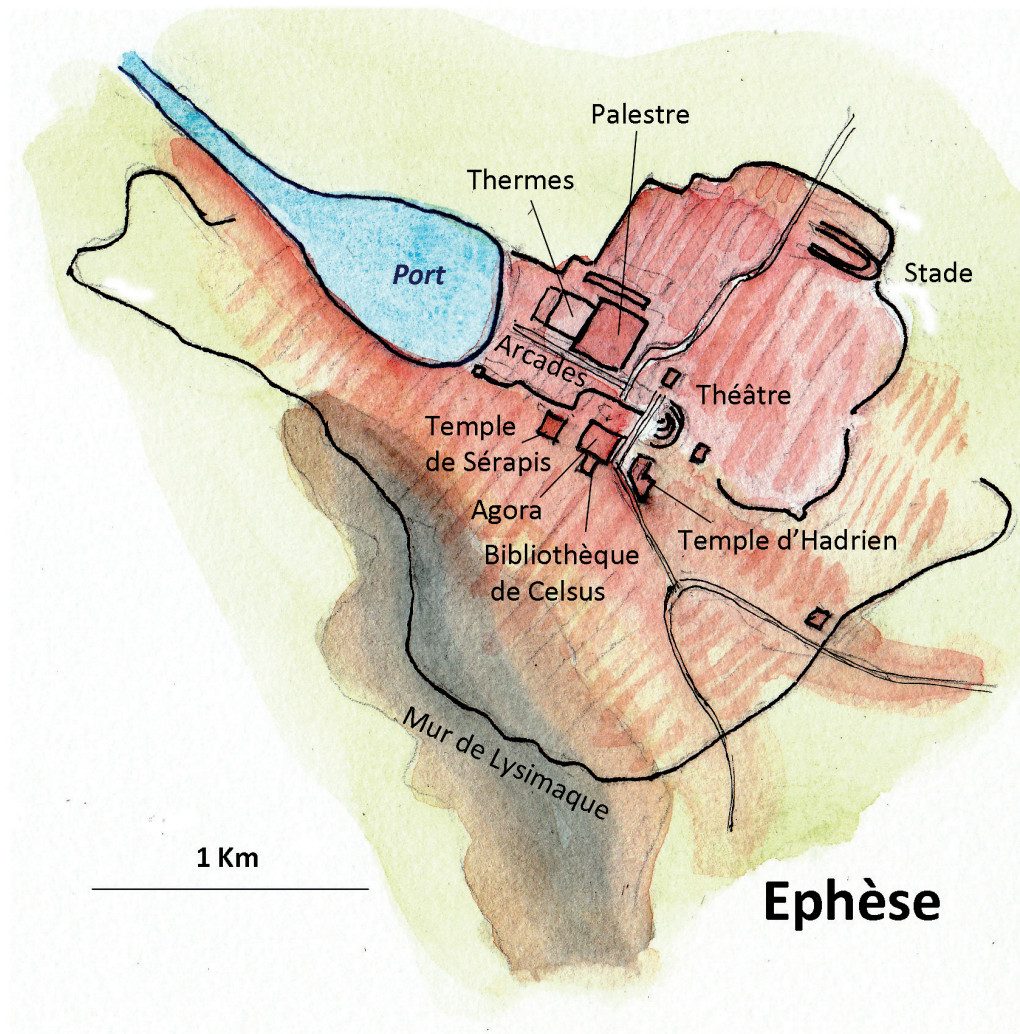 Palestre
Thermes
Port
Stade
Arcades
Théâtre
Temple
de Sérapis
Agora
Temple d’Hadrien
Bibliothèque
de Celsus
Mur de Lysimaque
1 Km
Ephèse